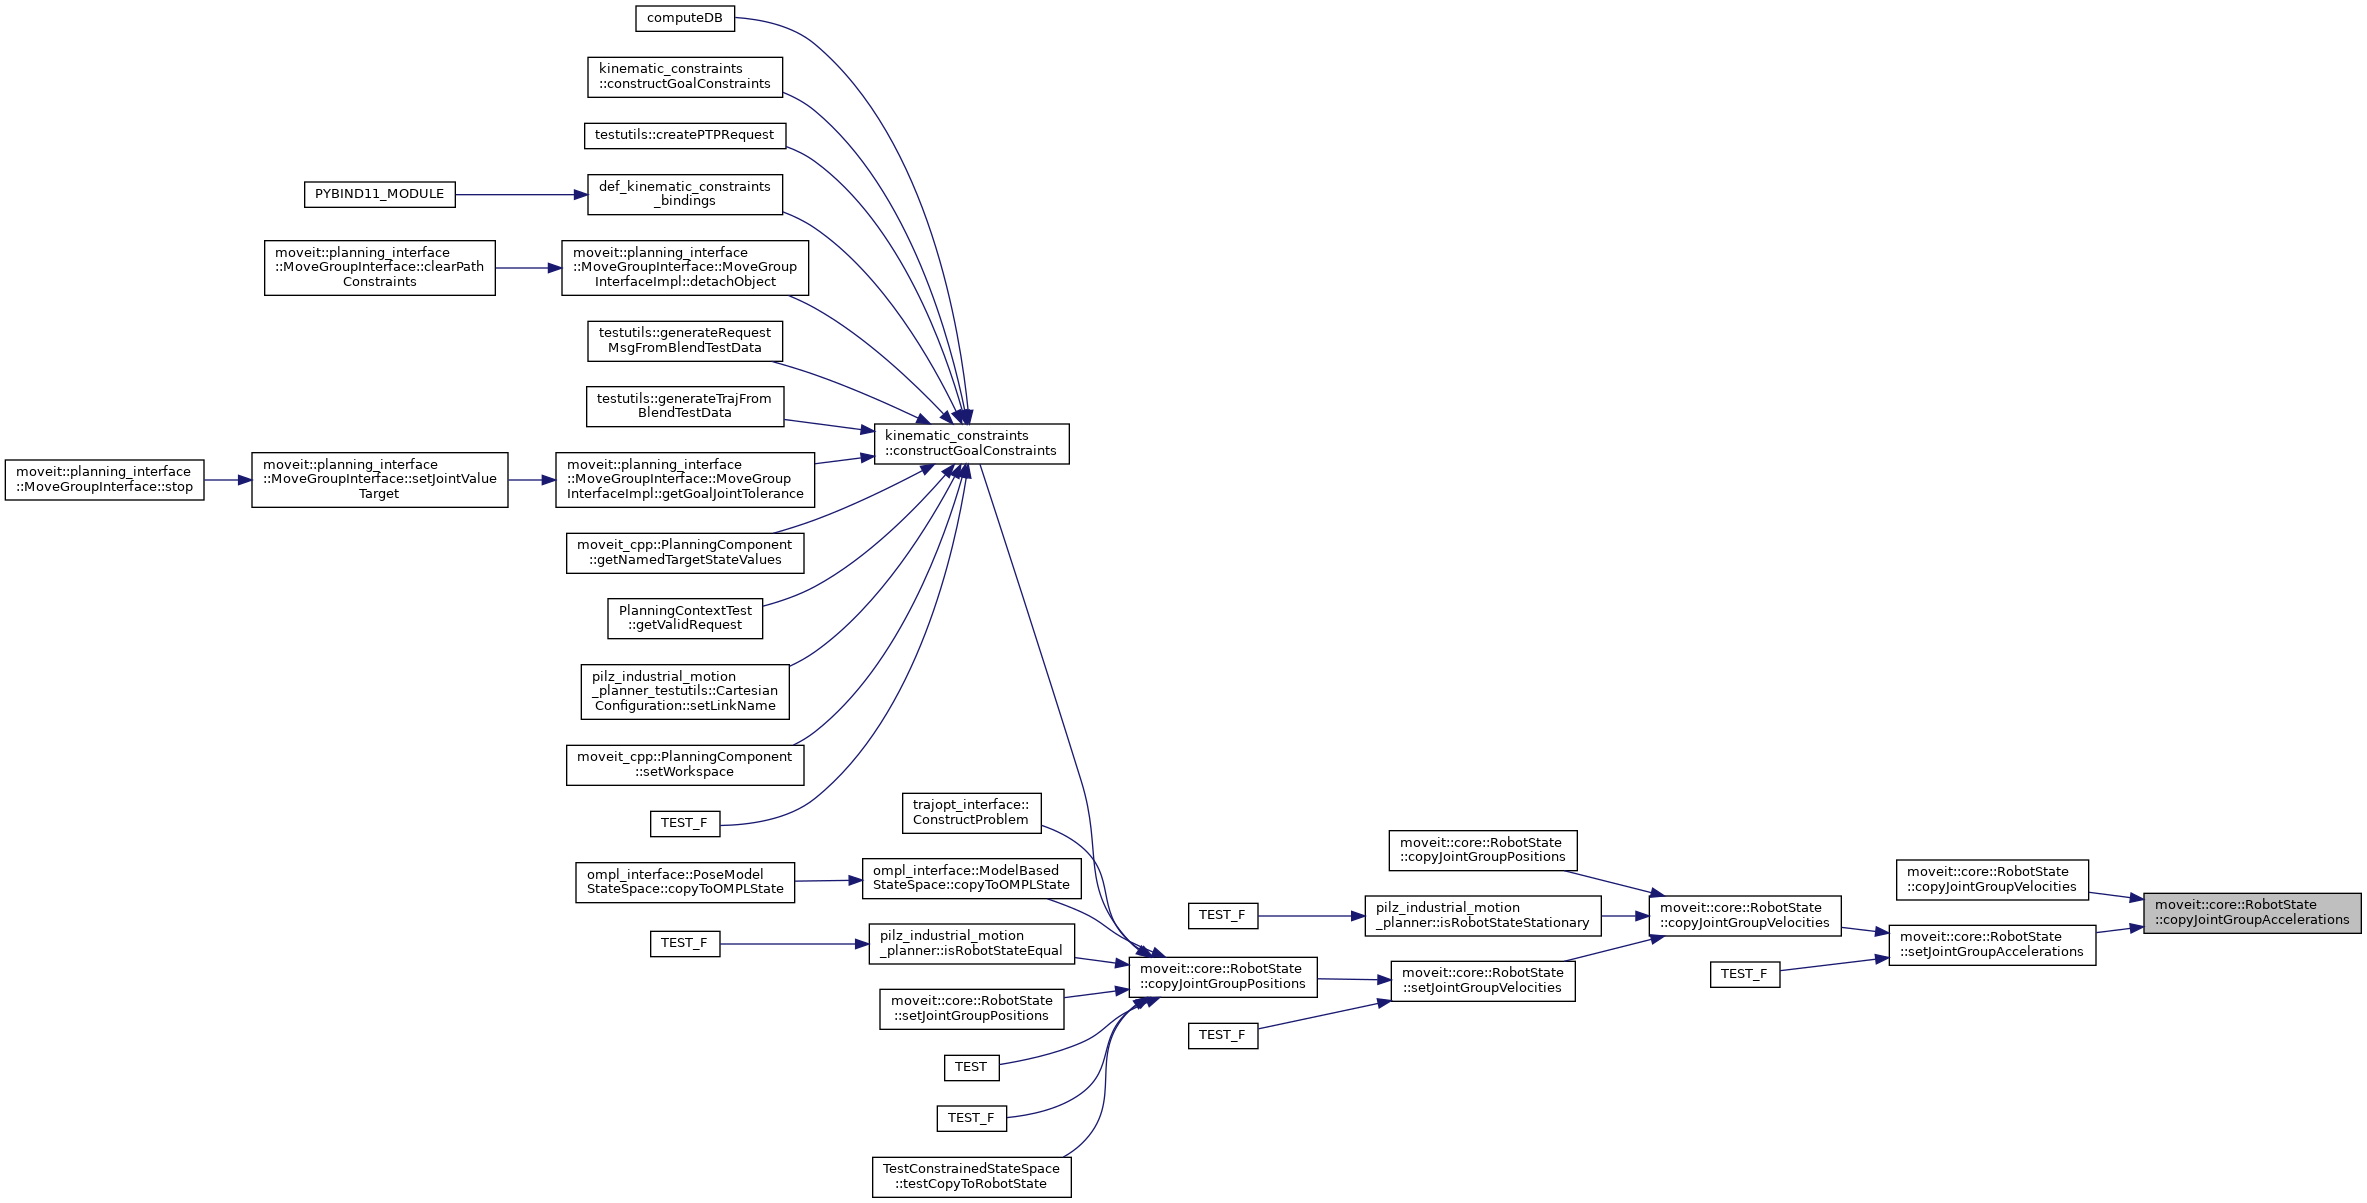 computeDB
kinematic_constraints
::constructGoalConstraints
testutils::createPTPRequest
PYBIND11_MODULE
def_kinematic_constraints
_bindings
moveit::planning_interface
::MoveGroupInterface::clearPath
Constraints
moveit::planning_interface
::MoveGroupInterface::MoveGroup
InterfaceImpl::detachObject
testutils::generateRequest
MsgFromBlendTestData
testutils::generateTrajFrom
BlendTestData
kinematic_constraints
::constructGoalConstraints
moveit::planning_interface
::MoveGroupInterface::stop
moveit::planning_interface
::MoveGroupInterface::setJointValue
Target
moveit::planning_interface
::MoveGroupInterface::MoveGroup
InterfaceImpl::getGoalJointTolerance
moveit_cpp::PlanningComponent
::getNamedTargetStateValues
PlanningContextTest
::getValidRequest
pilz_industrial_motion
_planner_testutils::Cartesian
Configuration::setLinkName
moveit_cpp::PlanningComponent
::setWorkspace
TEST_F
trajopt_interface::
ConstructProblem
ompl_interface::PoseModel
StateSpace::copyToOMPLState
ompl_interface::ModelBased
StateSpace::copyToOMPLState
TEST_F
pilz_industrial_motion
_planner::isRobotStateEqual
moveit::core::RobotState
::setJointGroupPositions
TEST
TEST_F
TestConstrainedStateSpace
::testCopyToRobotState
moveit::core::RobotState
::copyJointGroupPositions
moveit::core::RobotState
::copyJointGroupPositions
TEST_F
pilz_industrial_motion
_planner::isRobotStateStationary
moveit::core::RobotState
::setJointGroupVelocities
TEST_F
moveit::core::RobotState
::copyJointGroupVelocities
TEST_F
moveit::core::RobotState
::copyJointGroupVelocities
moveit::core::RobotState
::setJointGroupAccelerations
moveit::core::RobotState
::copyJointGroupAccelerations